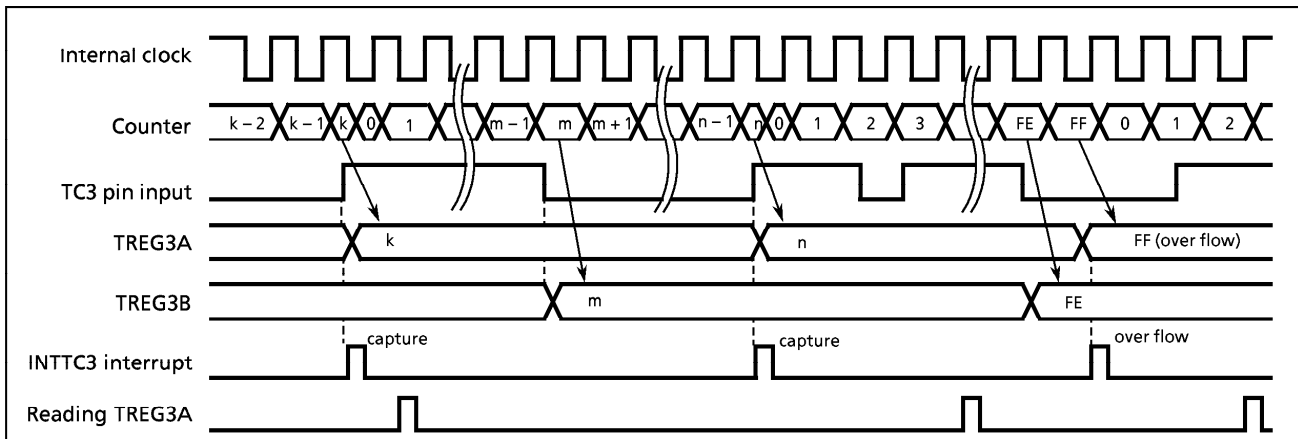 Internal clock
Counter k – 2 k – 1 k 0 1 m – 1 m m + 1 n – 1 n 0 1 2 3 FE FF 0 1 2
TC3 pin input
TREG3A k n FF (over flow)
TREG3B m FE
INTTC3 interrupt capture capture over flow
Reading TREG3A